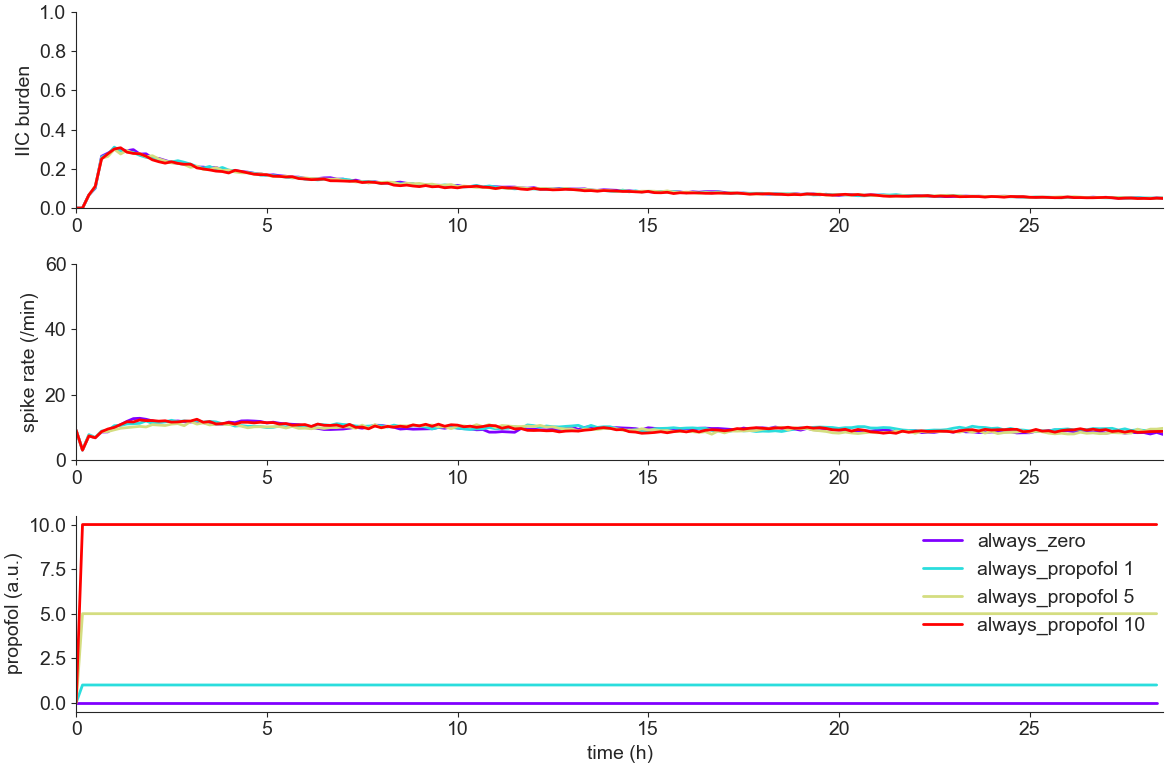 IIC burden
1.0
0.8
0.6
0.4
0.2
0.0
0 5 10 15 20 25
spike rate (/min)
60
40
20
0
0 5 10 15 20 25
propofol (a.u.)
10.0
7.5
5.0
2.5
0.0
always_zero
always_propofol 1
always_propofol 5
always_propofol 10
0 5 10 15 20 25
time (h)